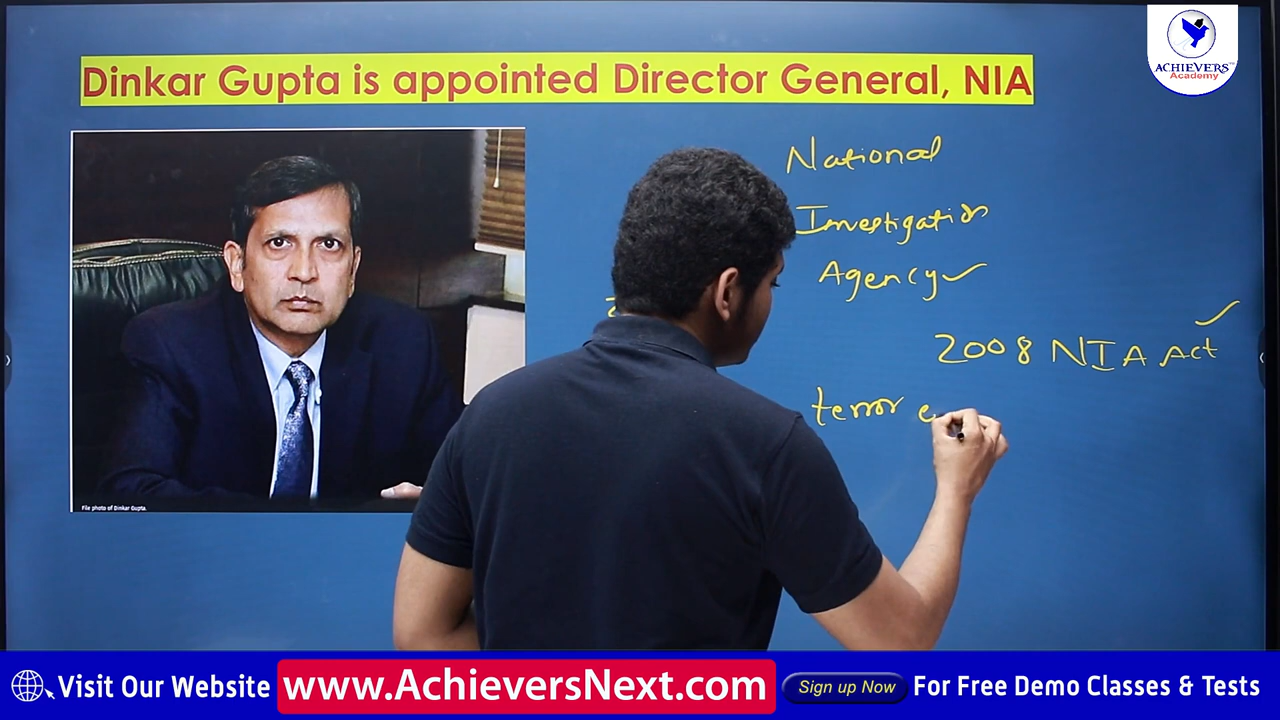 ACHIEVERS™
Academy
Dinkar Gupta is appointed Director General, NIA
National
Investigation
Agency
2008 NIA Act
terror
File photo of Dinkar Gupta.
Visit Our Website www.AchieversNext.com Sign up Now For Free Demo Classes & Tests